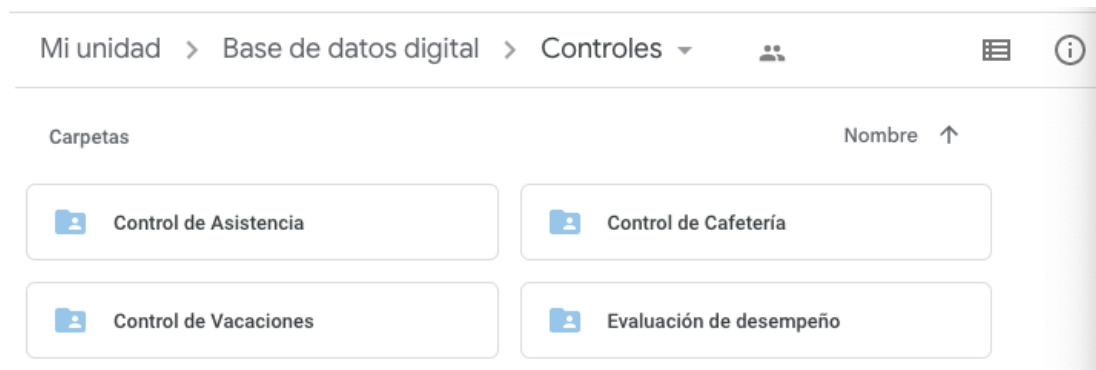 Mi unidad > Base de datos digital > Controles
Carpetas Nombre
Control de Asistencia Control de Cafetería
Control de Vacaciones Evaluación de desempeño